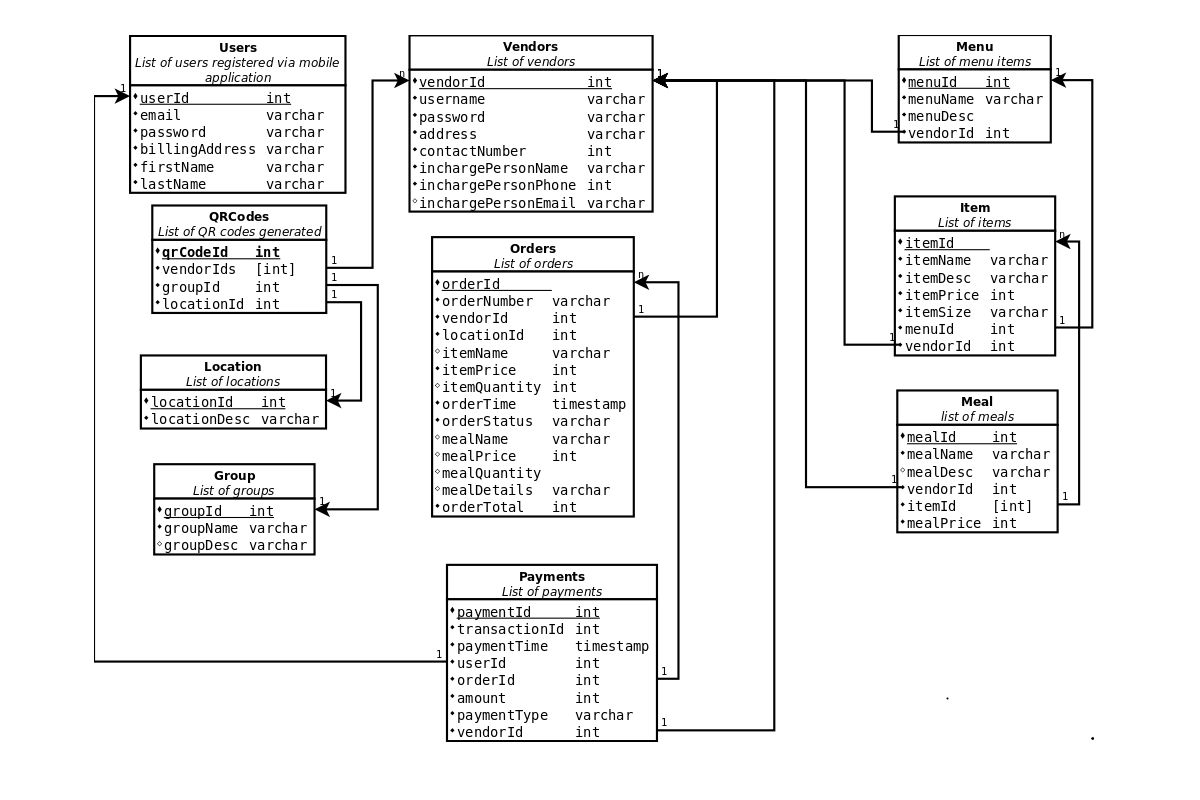 Users
List of users registered via mobile
application
userId int
email varchar
password varchar
billingAddress varchar
firstName varchar
lastName varchar
QRCodes
List of QR codes generated
qrCodeId int
vendorIds [int]
groupId int
locationId int
Location
List of locations
locationId int
locationDesc varchar
Group
List of groups
groupId int
groupName varchar
groupDesc varchar
Vendors
List of vendors
vendorId int
username varchar
password varchar
address varchar
contactNumber int
inchargePersonName varchar
inchargePersonPhone int
inchargePersonEmail varchar
Orders
List of orders
orderId
orderNumber varchar
vendorId int
locationId int
itemName varchar
itemPrice int
itemQuantity int
orderTime timestamp
orderStatus varchar
mealName varchar
mealPrice int
mealQuantity
mealDetails varchar
orderTotal int
Payments
List of payments
paymentId int
transactionId int
paymentTime timestamp
userId int
orderId int
amount int
paymentType varchar
vendorId int
Menu
List of menu items
menuId int
menuName varchar
menuDesc
vendorId int
Item
List of items
itemId
itemName varchar
itemDesc varchar
itemPrice int
itemSize varchar
menuId int
vendorId int
Meal
list of meals
mealId int
mealName varchar
mealDesc varchar
vendorId int
itemId [int]
mealPrice int
1
n
1
1
1
1
1
1
1
n
1
1
1
1
1
1
n
1
1
1
1
1